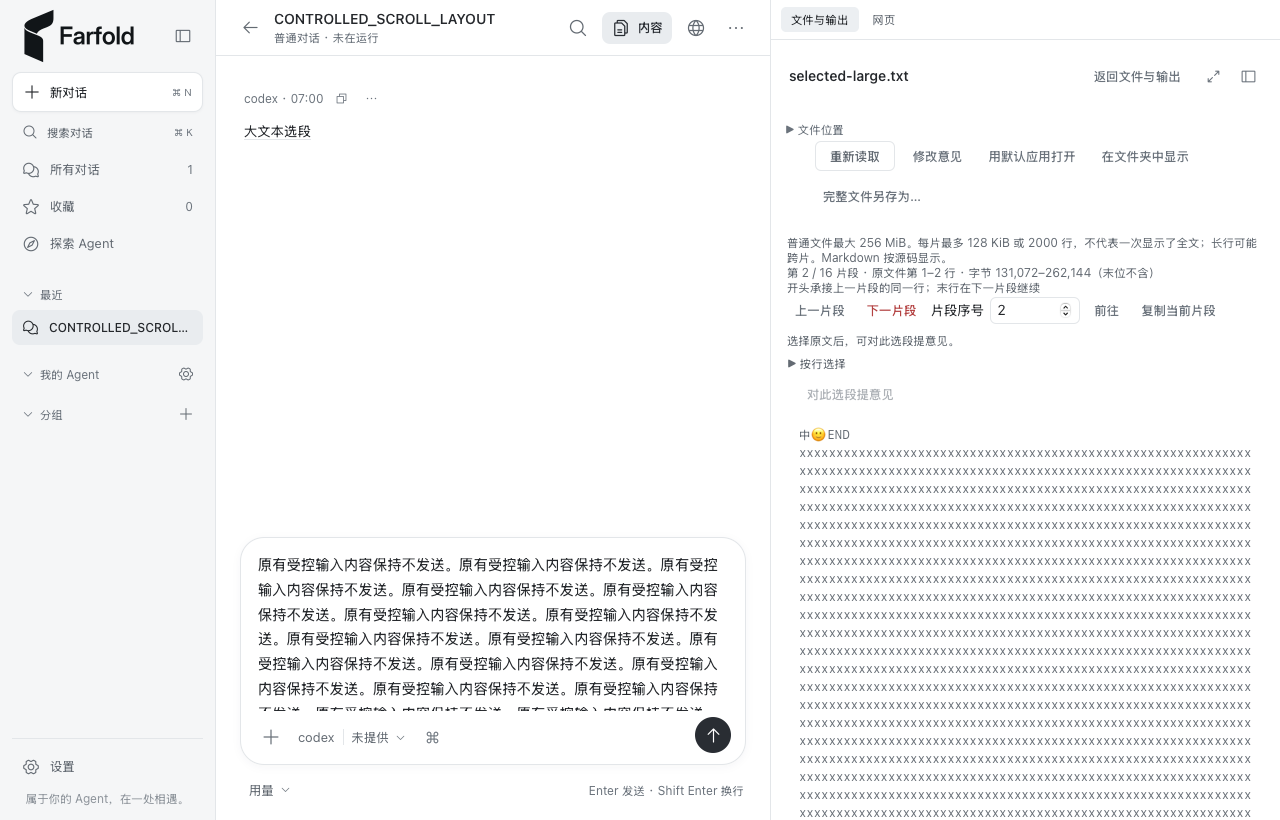 Farfold
新对话 ⌘ N
搜索对话 ⌘ K
所有对话 1
收藏 0
探索 Agent
最近
CONTROLLED_SCROL...
我的 Agent
分组
设置
属于你的 Agent，在一处相遇。
CONTROLLED_SCROLL_LAYOUT
普通对话 · 未在运行
内容
codex · 07:00
大文本选段
原有受控输入内容保持不发送。原有受控输入内容保持不发送。原有受控
输入内容保持不发送。原有受控输入内容保持不发送。原有受控输入内容
保持不发送。原有受控输入内容保持不发送。原有受控输入内容保持不发
送。原有受控输入内容保持不发送。原有受控输入内容保持不发送。原有
受控输入内容保持不发送。原有受控输入内容保持不发送。原有受控输入
内容保持不发送。原有受控输入内容保持不发送。原有受控输入内容保持
codex 未提供 ⌘
用量
Enter 发送 · Shift Enter 换行
文件与输出 网页
selected-large.txt
返回文件与输出
文件位置
重新读取 修改意见 用默认应用打开 在文件夹中显示
完整文件另存为...
普通文件最大 256 MiB。每片最多 128 KiB 或 2000 行，不代表一次显示了全文；长行可能
跨片。Markdown 按源码显示。
第 2 / 16 片段 · 原文件第 1–2 行 · 字节 131,072–262,144（末位不含）
开头承接上一片段的同一行；末行在下一片段继续
上一片段 下一片段 片段序号 2 前往 复制当前片段
选择原文后，可对此选段提意见。
按行选择
对此选段提意见
中🙂END